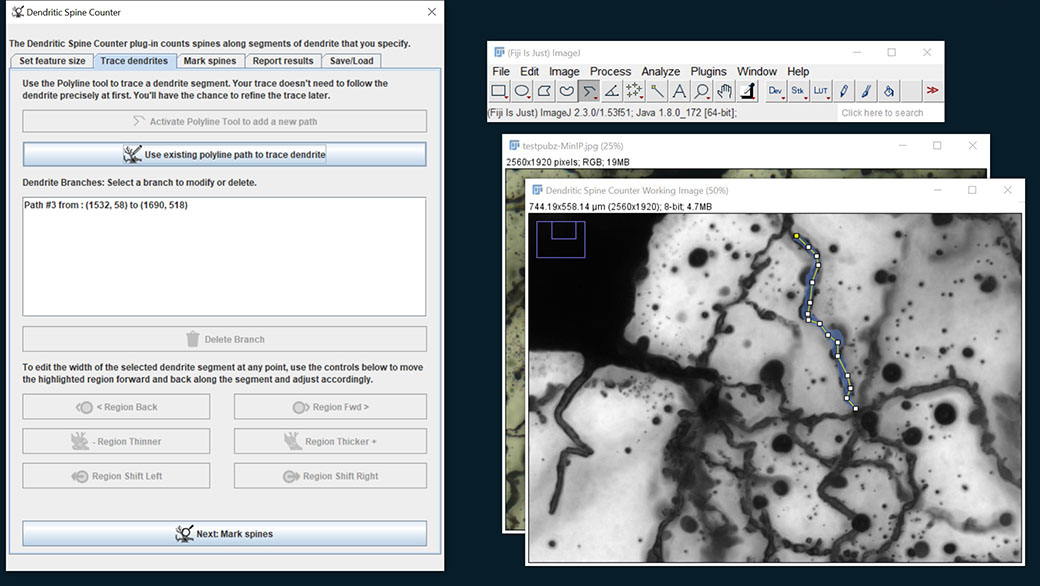 Dendritic Spine Counter
The Dendritic Spine Counter plug-in counts spines along segments of dendrite that you specify.
Set feature size
Trace dendrites
Mark spines
Report results
Save/Load
Use the Polyline tool to trace a dendrite segment. Your trace doesn't need to follow the
dendrite precisely at first. You'll have the chance to refine the trace later.
Activate Polyline Tool to add a new path
Use existing polyline path to trace dendrite
Dendrite Branches: Select a branch to modify or delete.
Path #3 from : (1532, 58) to (1690, 518)
Delete Branch
To edit the width of the selected dendrite segment at any point, use the controls below to move
the highlighted region forward and back along the segment and adjust accordingly.
< Region Back
Region Fwd >
- Region Thinner
Region Thicker +
Region Shift Left
Region Shift Right
Next: Mark spines
(Fiji Is Just) ImageJ
File Edit Image Process Analyze Plugins Window Help
A Dev Stk LUT >>
(Fiji Is Just) ImageJ 2.3.0/1.53f51; Java 1.8.0_172 [64-bit];
Click here to search
testpubz-MinIP.jpg (25%)
2560x1920 pixels; RGB; 19MB
Dendritic Spine Counter Working Image (50%)
744.19x558.14 µm (2560x1920); 8-bit; 4.7MB